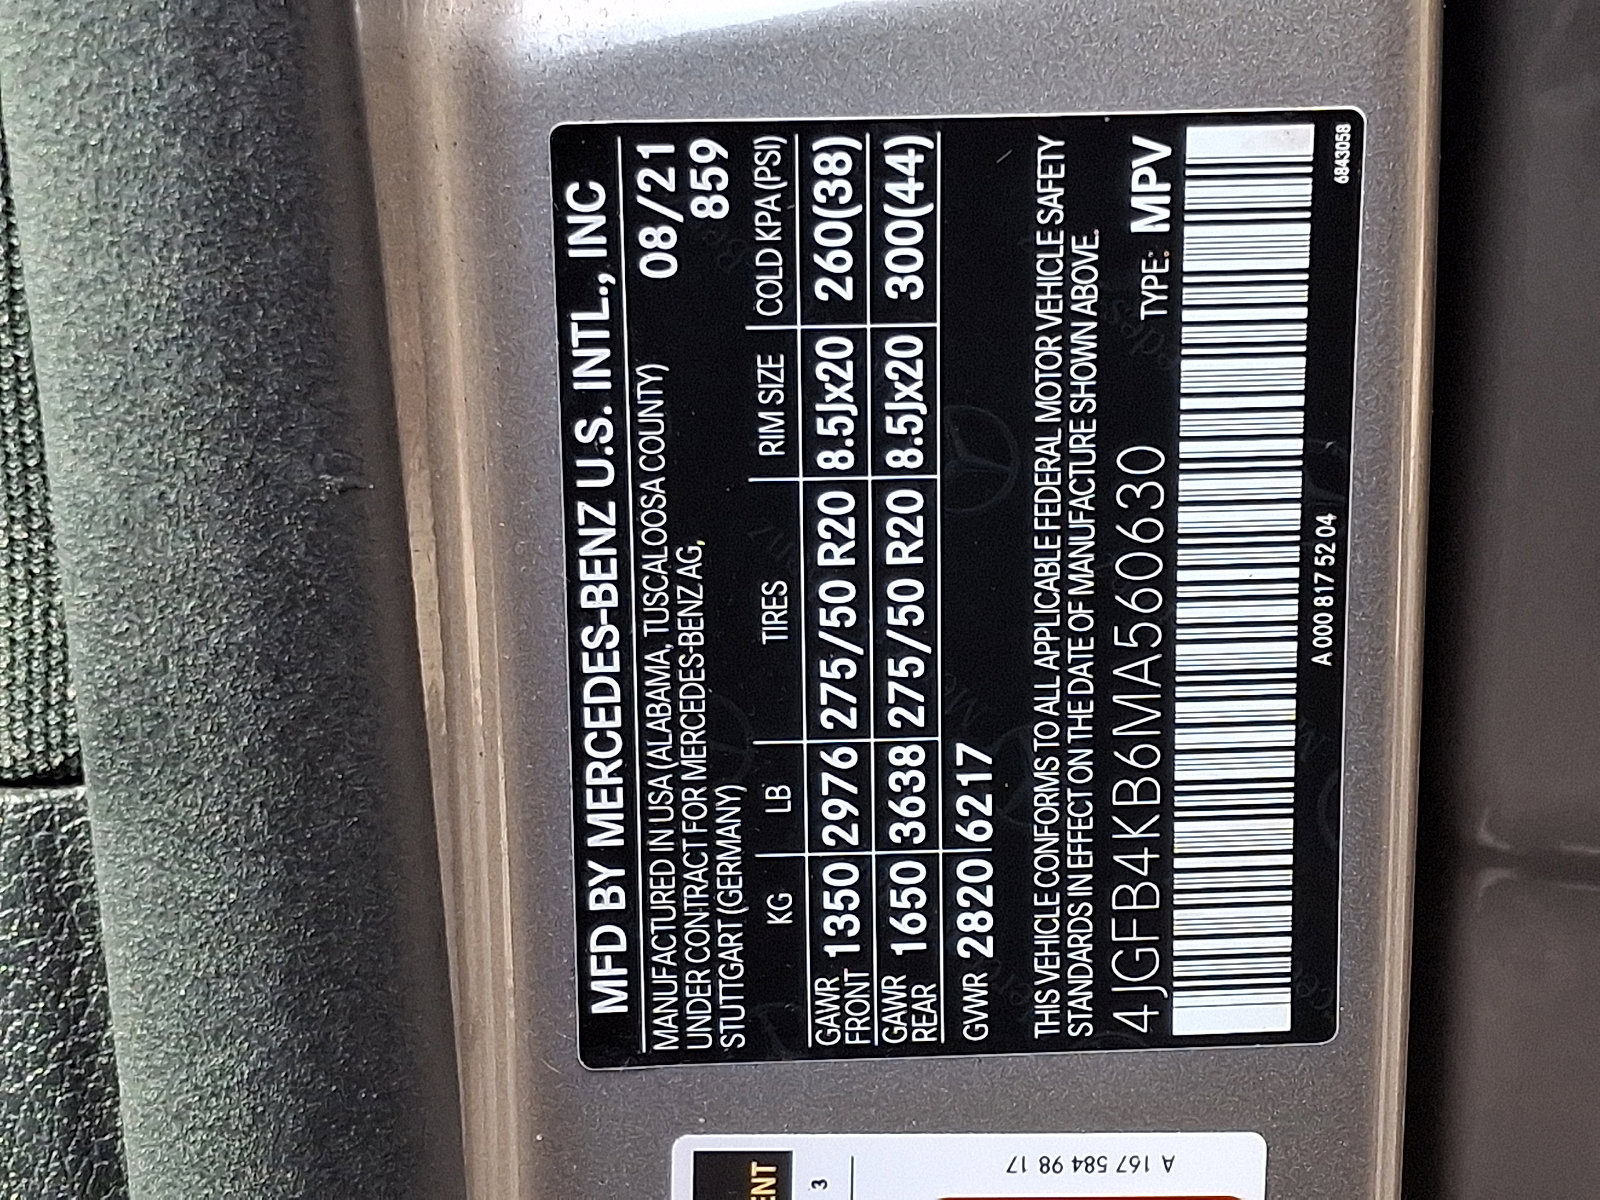 MFD BY MERCEDES-BENZ U.S. INTL., INC
MANUFACTURED IN USA (ALABAMA, TUSCALOOSA COUNTY) 08/21
UNDER CONTRACT FOR MERCEDES-BENZ AG, 859
STUTTGART (GERMANY)
KG LB TIRES RIM SIZE COLD KPA (PSI)
GAWR FRONT 1350 2976 275/50 R20 8.5Jx20 260(38)
GAWR REAR 1650 3638 275/50 R20 8.5Jx20 300(44)
GVWR 2820 6217
THIS VEHICLE CONFORMS TO ALL APPLICABLE FEDERAL MOTOR VEHICLE SAFETY
STANDARDS IN EFFECT ON THE DATE OF MANUFACTURE SHOWN ABOVE.
4JGFB4KB6MA560630 TYPE: MPV
A 000 817 52 04
6843058
ENT
3
A 167 584 98 17